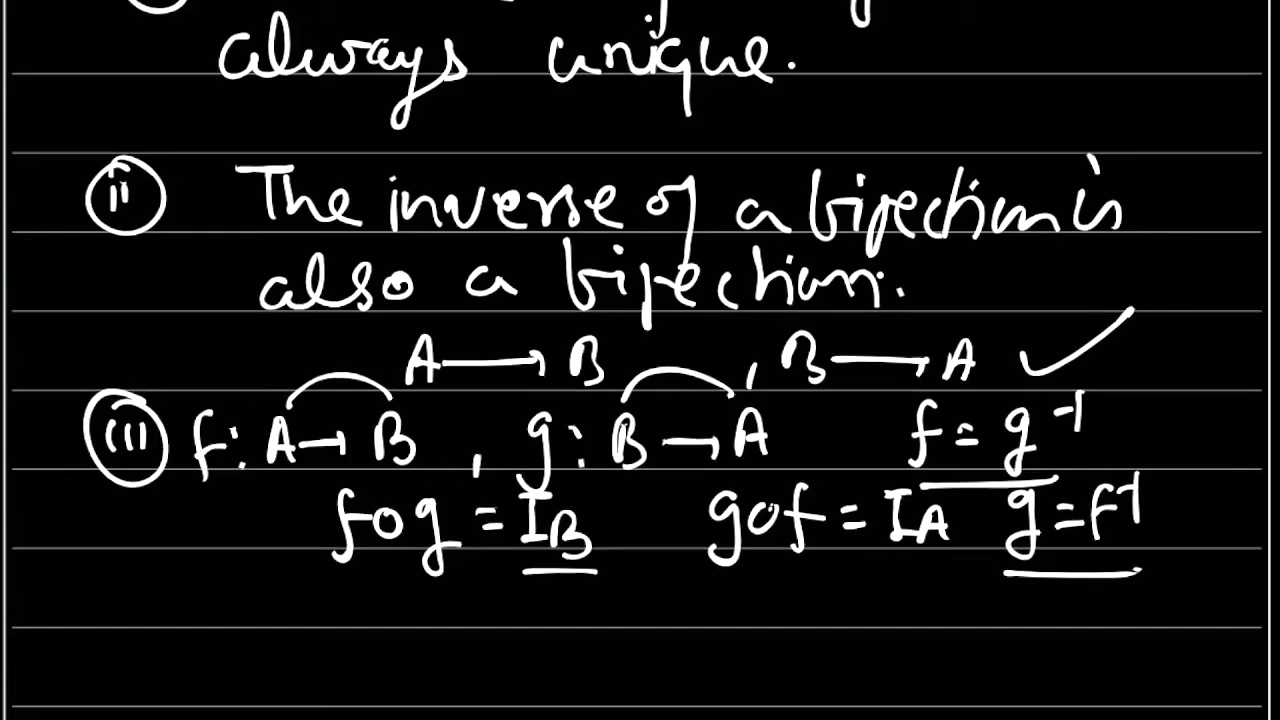 always unique.
(ii) The inverse of a bijection is
also a bijection.
A → B , B → A ✓
(iii) f: A → B , g: B → A f = g⁻¹
fog = I_B gof = I_A g = f⁻¹